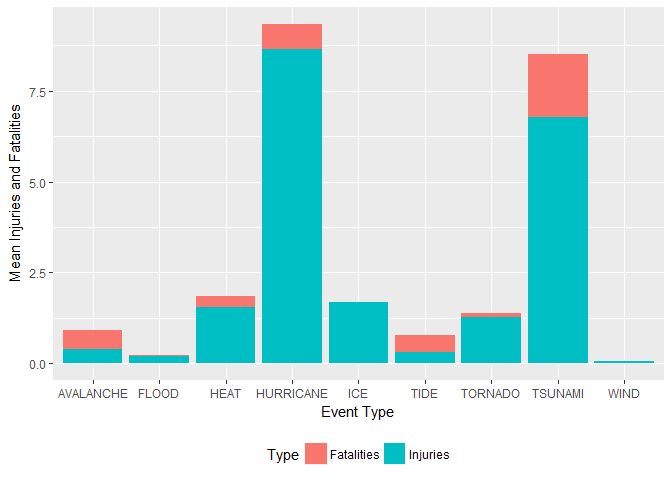 Mean Injuries and Fatalities
7.5
5.0
2.5
0.0
AVALANCHE FLOOD HEAT HURRICANE ICE TIDE TORNADO TSUNAMI WIND
Event Type
Type Fatalities Injuries